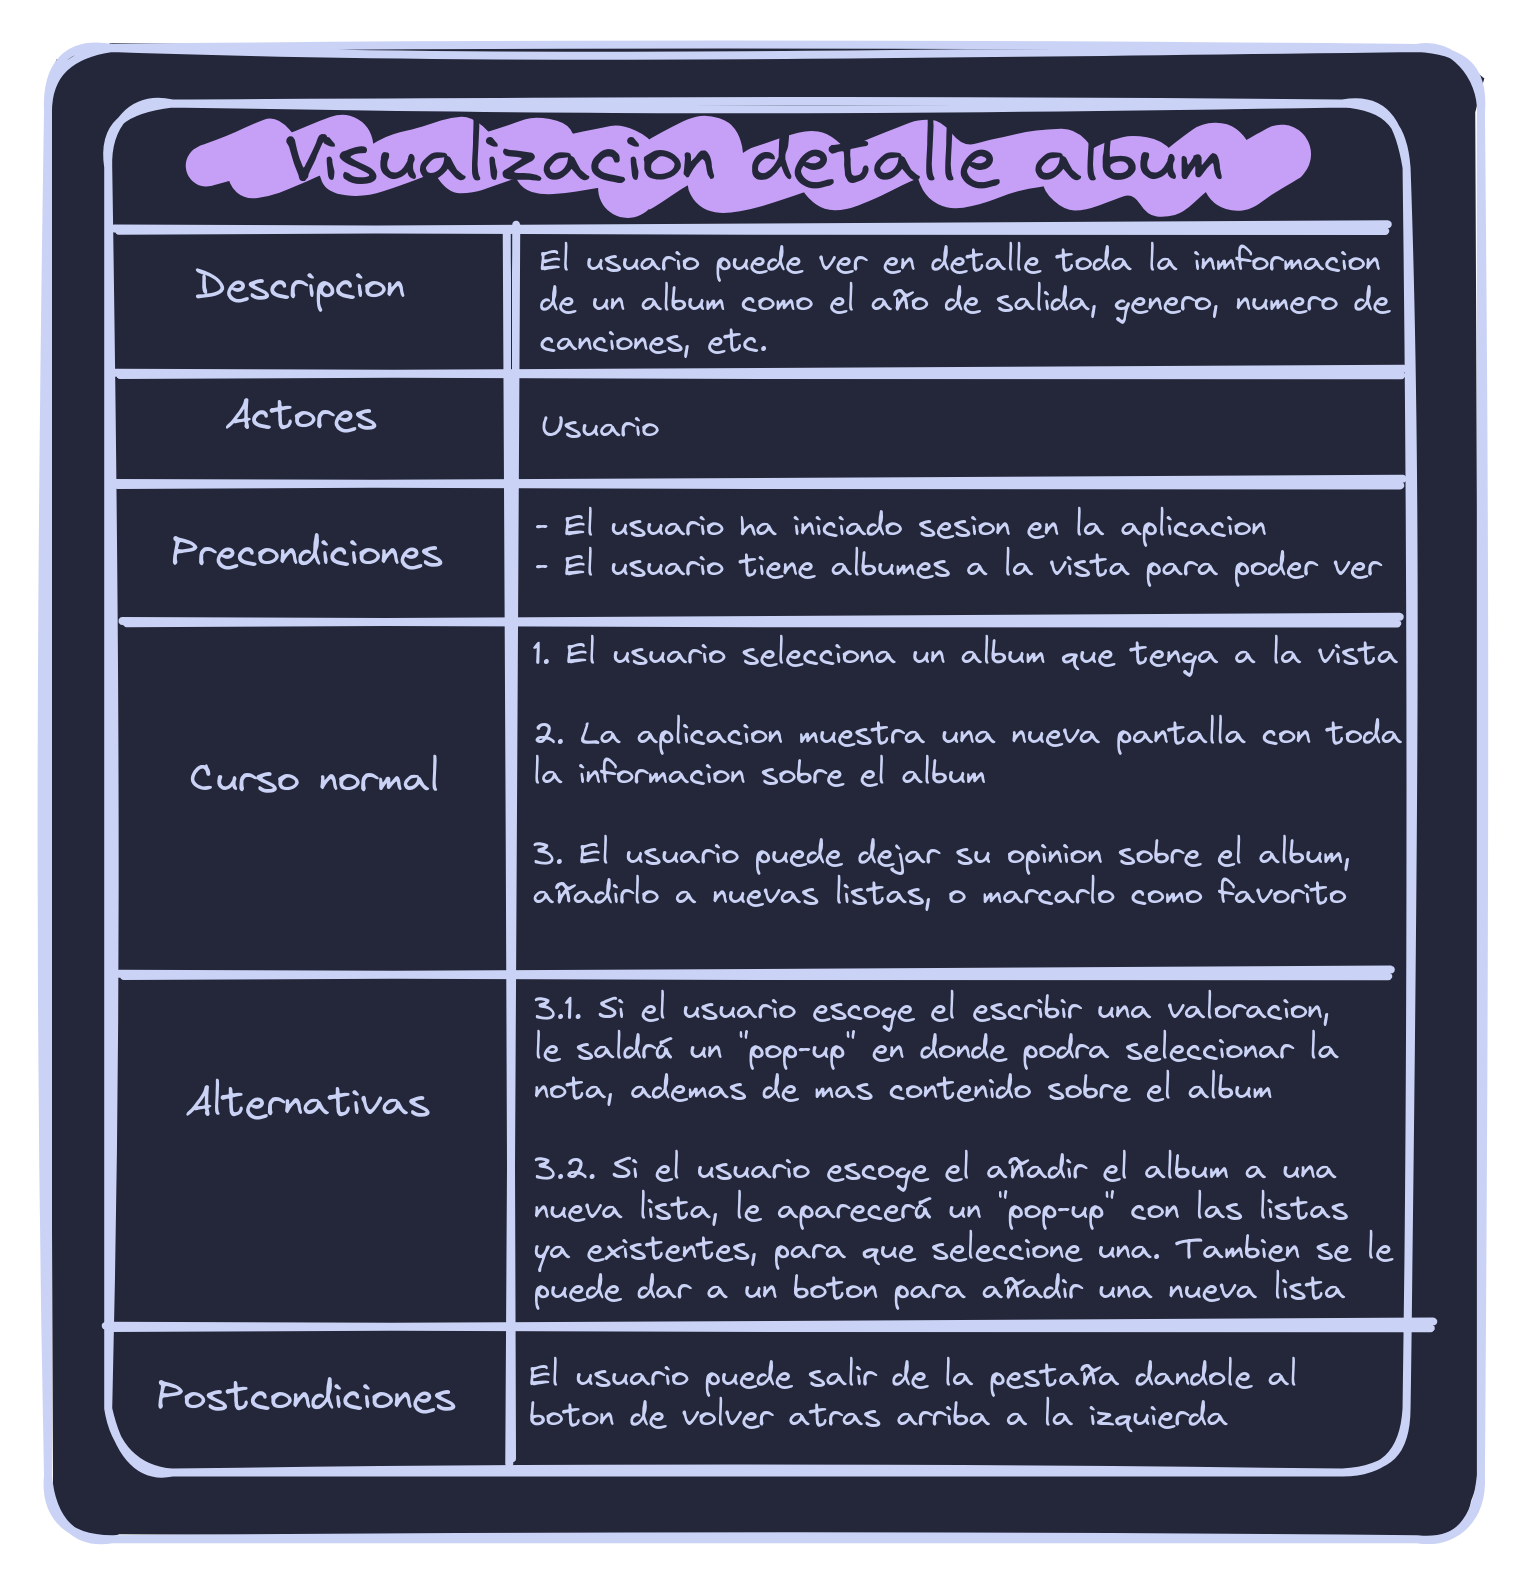 Visualizacion detalle album
Descripcion
El usuario puede ver en detalle toda la inmformacion
de un album como el año de salida, genero, numero de
canciones, etc.
Actores
Usuario
Precondiciones
- El usuario ha iniciado sesion en la aplicacion
- El usuario tiene albumes a la vista para poder ver
Curso normal
1. El usuario selecciona un album que tenga a la vista
2. La aplicacion muestra una nueva pantalla con toda
la informacion sobre el album
3. El usuario puede dejar su opinion sobre el album,
añadirlo a nuevas listas, o marcarlo como favorito
Alternativas
3.1. Si el usuario escoge el escribir una valoracion,
le saldrá un "pop-up" en donde podra seleccionar la
nota, ademas de mas contenido sobre el album
3.2. Si el usuario escoge el añadir el album a una
nueva lista, le aparecerá un "pop-up" con las listas
ya existentes, para que seleccione una. Tambien se le
puede dar a un boton para añadir una nueva lista
Postcondiciones
El usuario puede salir de la pestaña dandole al
boton de volver atras arriba a la izquierda